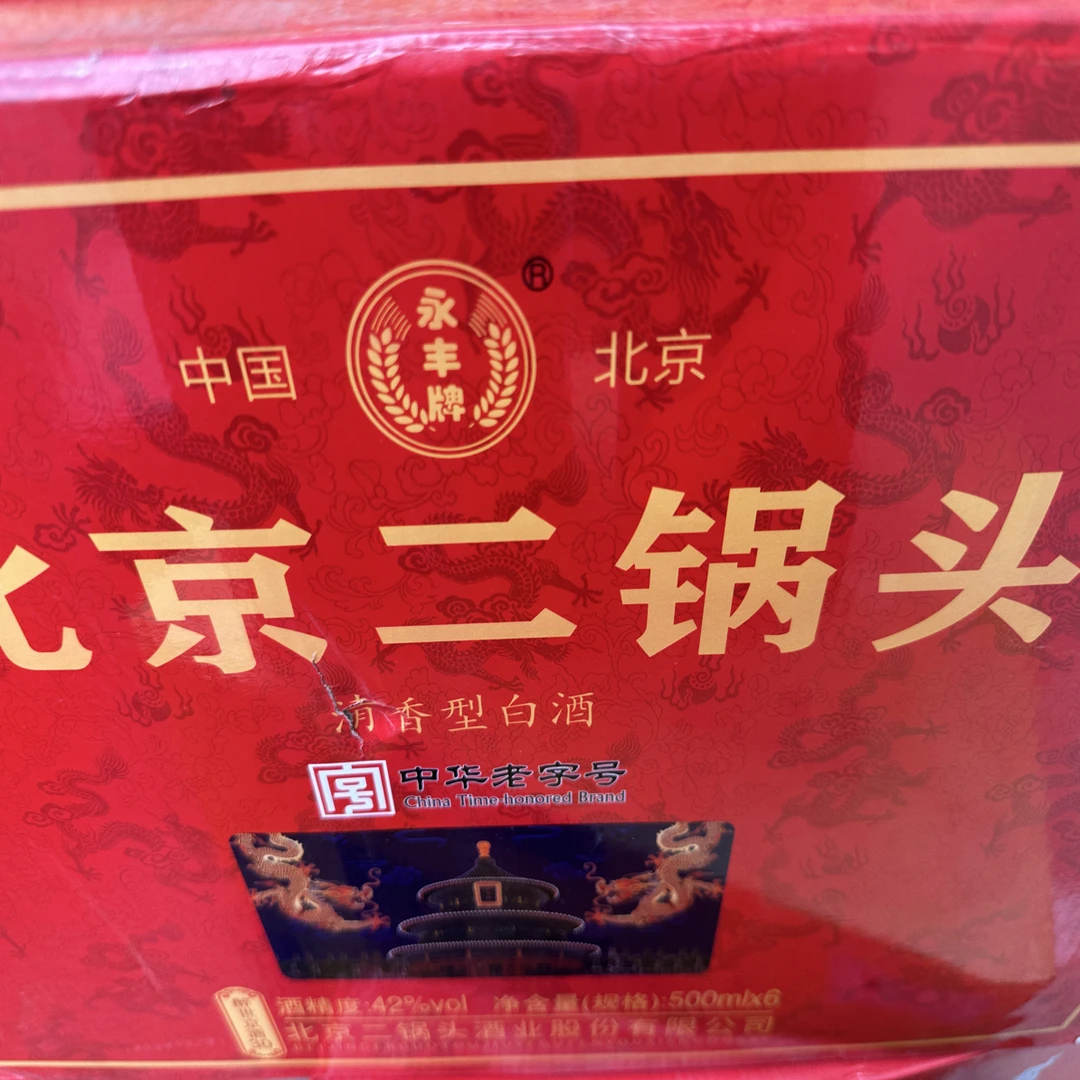 永丰牌
®
中国 北京
北京二锅头
清香型白酒
中华老字号
China Time-honored Brand
酒精度:42%vol 净含量(规格):500mlx6
北京二锅头酒业股份有限公司